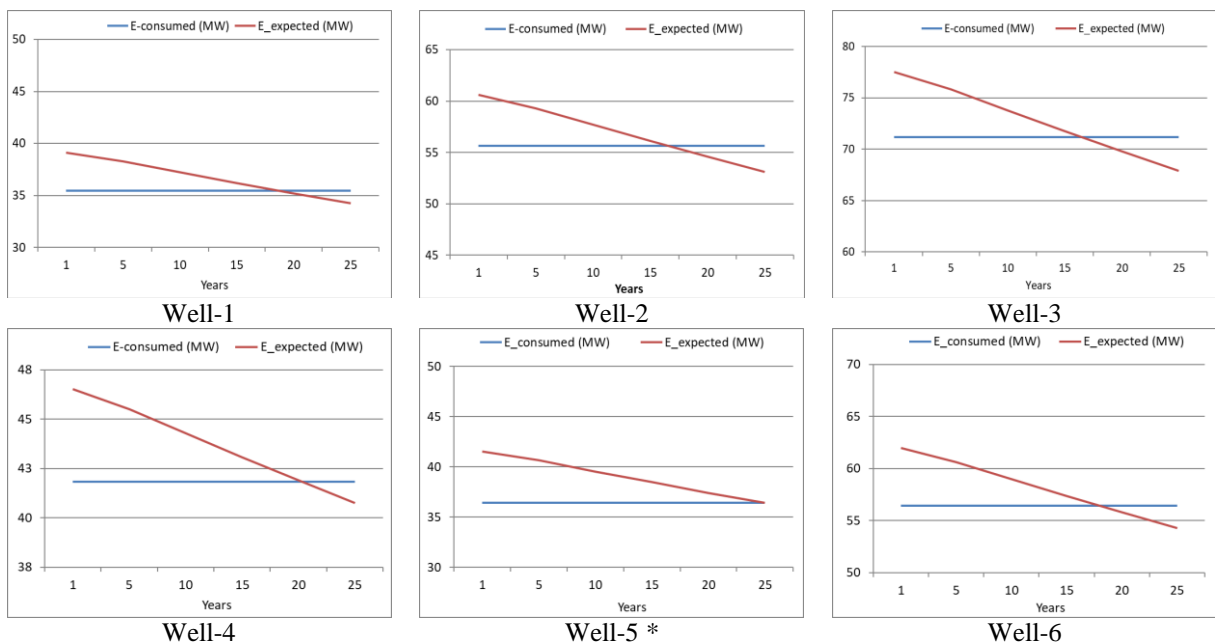 E-consumed (MW) E_expected (MW)
50
45
40
35
30
1 5 10 15 20 25
Years
Well-1
E-consumed (MW) E_expected (MW)
65
60
55
50
45
1 5 10 15 20 25
Years
Well-2
E-consumed (MW) E_expected (MW)
80
75
70
65
60
1 5 10 15 20 25
Years
Well-3
E-consumed (MW) E_expected (MW)
48
45
43
40
38
1 5 10 15 20 25
Years
Well-4
E_consumed (MW) E_expected (MW)
50
45
40
35
30
1 5 10 15 20 25
Years
Well-5 *
E_consumed (MW) E_expected (MW)
70
65
60
55
50
1 5 10 15 20 25
Years
Well-6